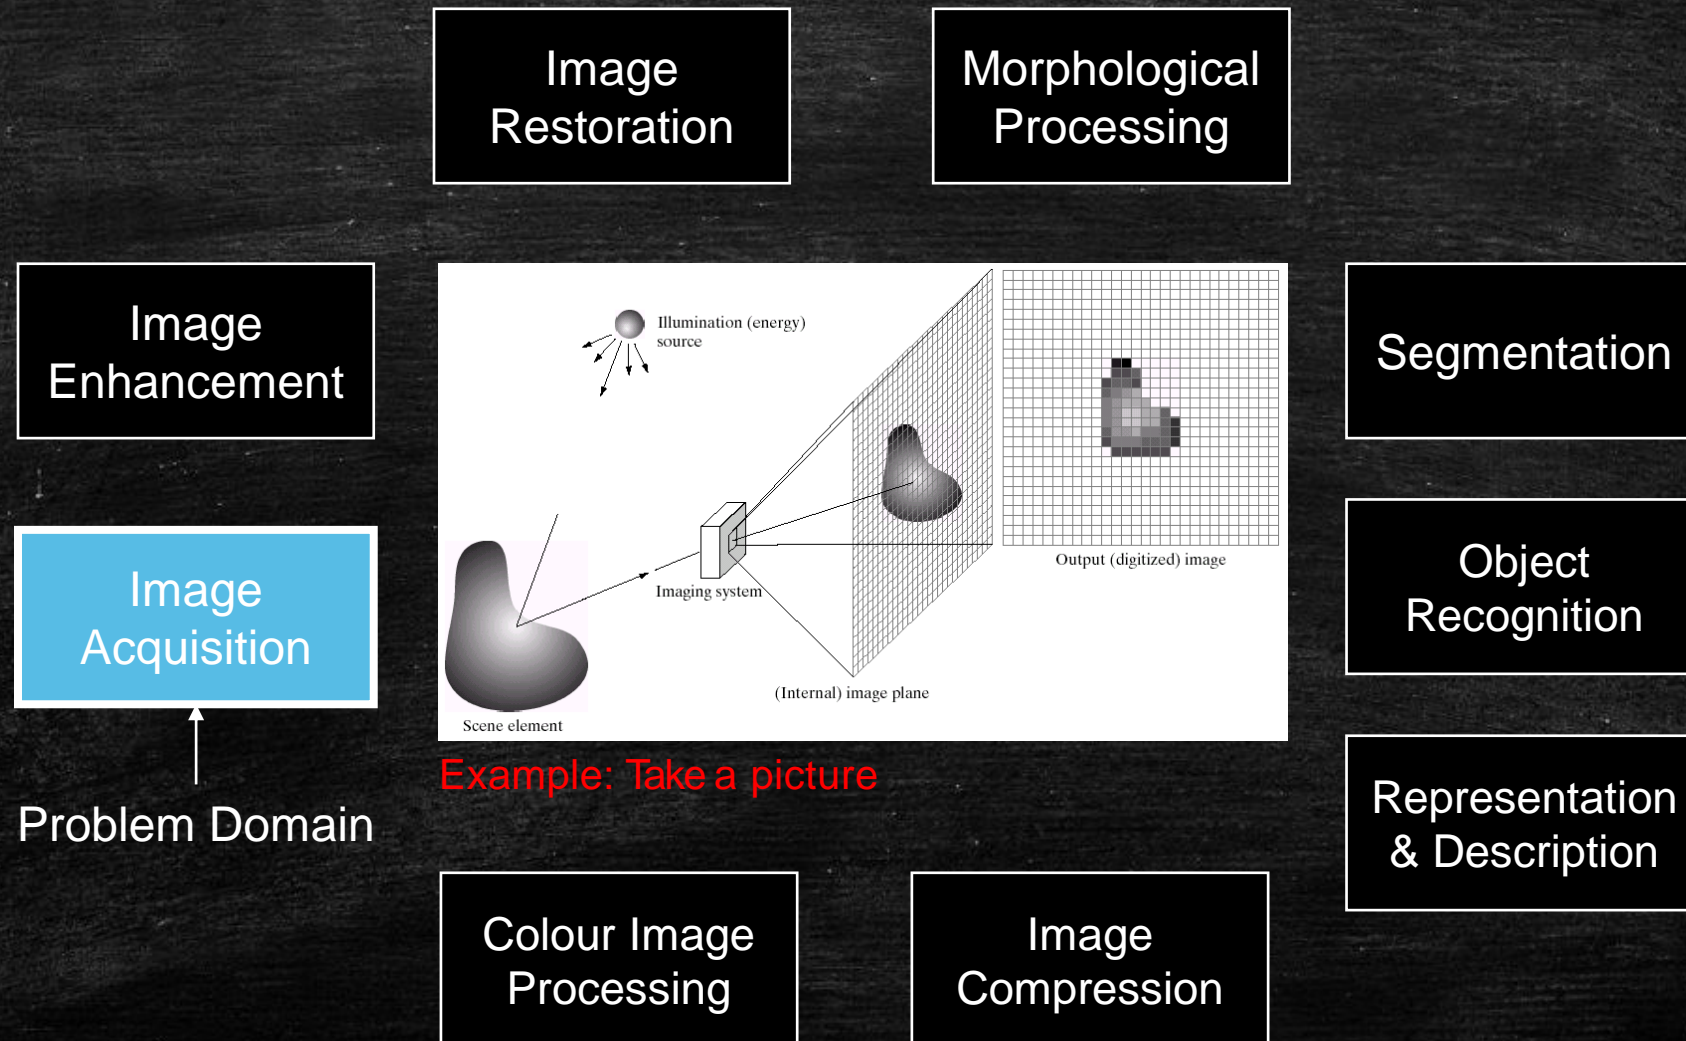 Image
Restoration
Morphological
Processing
Image
Enhancement
Illumination (energy)
source
Segmentation
Image
Acquisition
Imaging system
Output (digitized) image
Object
Recognition
(Internal) image plane
Scene element
Example: Take a picture
Problem Domain
Representation
& Description
Colour Image
Processing
Image
Compression